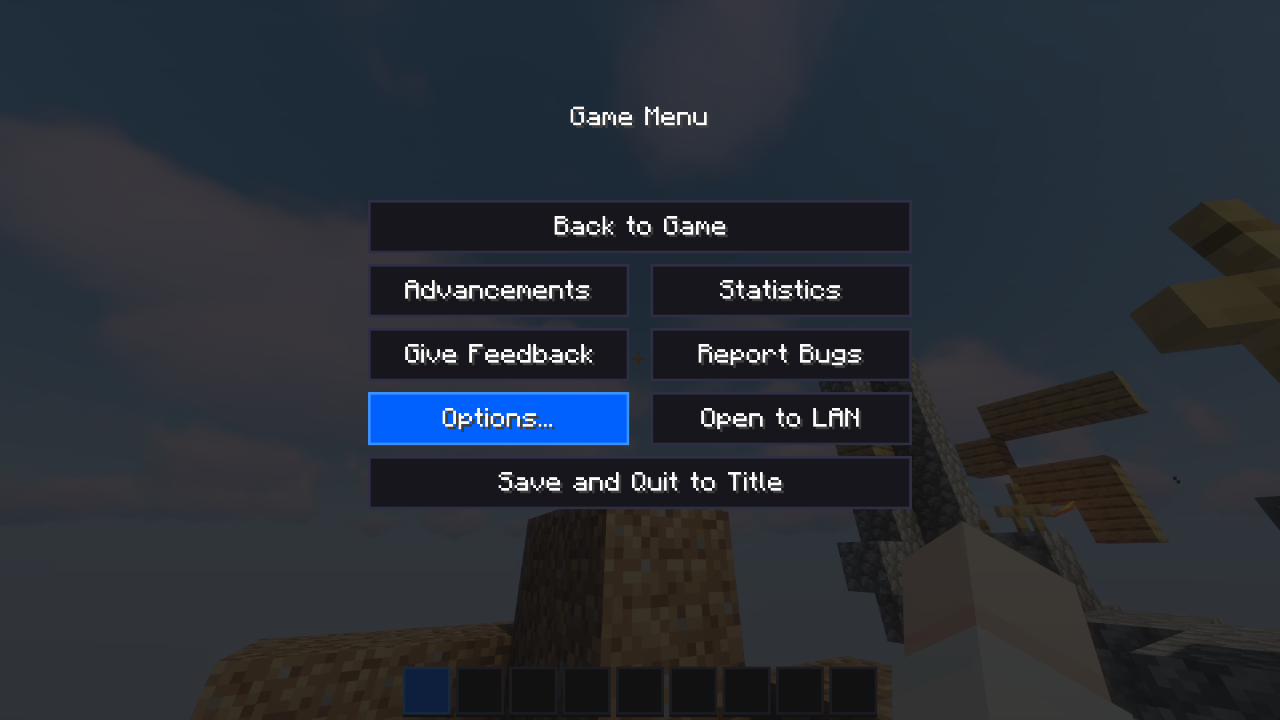 Game Menu
Back to Game
Advancements
Statistics
Give Feedback
Report Bugs
Options...
Open to LAN
Save and Quit to Title